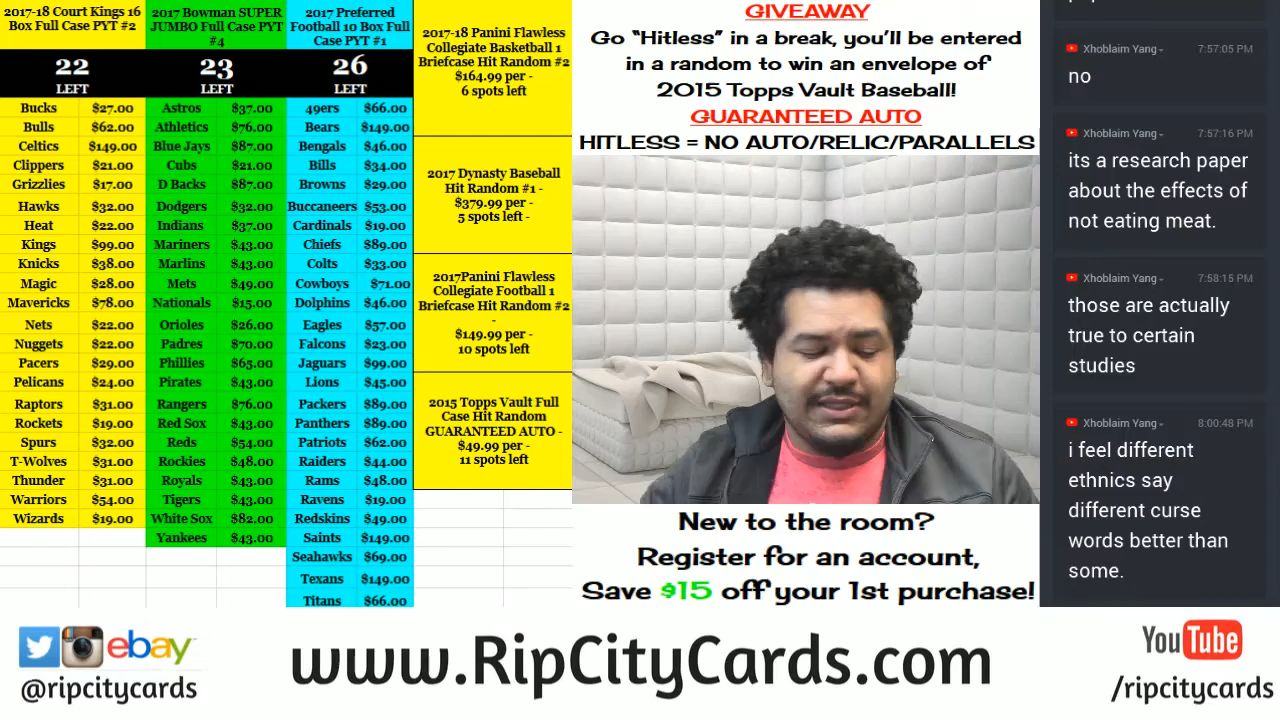 2017-18 Court Kings 16
Box Full Case PYT #2
22
LEFT
Bucks $27.00
Bulls $62.00
Celtics $149.00
Clippers $21.00
Grizzlies $17.00
Hawks $32.00
Heat $22.00
Kings $99.00
Knicks $38.00
Magic $28.00
Mavericks $78.00
Nets $22.00
Nuggets $22.00
Pacers $29.00
Pelicans $24.00
Raptors $31.00
Rockets $19.00
Spurs $32.00
T-Wolves $31.00
Thunder $31.00
Warriors $54.00
Wizards $19.00
2017 Bowman SUPER
JUMBO Full Case PYT
#4
23
LEFT
Astros $37.00
Athletics $76.00
Blue Jays $87.00
Cubs $21.00
D Backs $87.00
Dodgers $32.00
Indians $37.00
Mariners $43.00
Marlins $43.00
Mets $49.00
Nationals $15.00
Orioles $26.00
Padres $70.00
Phillies $65.00
Pirates $43.00
Rangers $76.00
Red Sox $43.00
Reds $54.00
Rockies $48.00
Royals $43.00
Tigers $43.00
White Sox $82.00
Yankees $43.00
2017 Preferred
Football 10 Box Full
Case PYT #1
26
LEFT
49ers $66.00
Bears $149.00
Bengals $46.00
Bills $34.00
Browns $29.00
Buccaneers $53.00
Cardinals $19.00
Chiefs $89.00
Colts $33.00
Cowboys $71.00
Dolphins $46.00
Eagles $57.00
Falcons $23.00
Jaguars $99.00
Lions $45.00
Packers $89.00
Panthers $89.00
Patriots $62.00
Raiders $44.00
Rams $48.00
Ravens $19.00
Redskins $49.00
Saints $149.00
Seahawks $69.00
Texans $149.00
Titans $66.00
2017-18 Panini Flawless
Collegiate Basketball 1
Briefcase Hit Random #2
$164.99 per -
6 spots left
2017 Dynasty Baseball
Hit Random #1 -
$379.99 per -
5 spots left -
2017Panini Flawless
Collegiate Football 1
Briefcase Hit Random #2
-
$149.99 per -
10 spots left
2015 Topps Vault Full
Case Hit Random
GUARANTEED AUTO -
$49.99 per -
11 spots left
GIVEAWAY
Go "Hitless" in a break, you'll be entered
in a random to win an envelope of
2015 Topps Vault Baseball!
GUARANTEED AUTO
HITLESS = NO AUTO/RELIC/PARALLELS
New to the room?
Register for an account,
Save $15 off your 1st purchase!
Xhoblaim Yang 7:57:05 PM
no
Xhoblaim Yang 7:57:16 PM
its a research paper
about the effects of
not eating meat.
Xhoblaim Yang 7:58:15 PM
those are actually
true to certain
studies
Xhoblaim Yang 8:00:48 PM
i feel different
ethnics say
different curse
words better than
some.
ebay
@ripcitycards
www.RipCityCards.com
YouTube
/ripcitycards